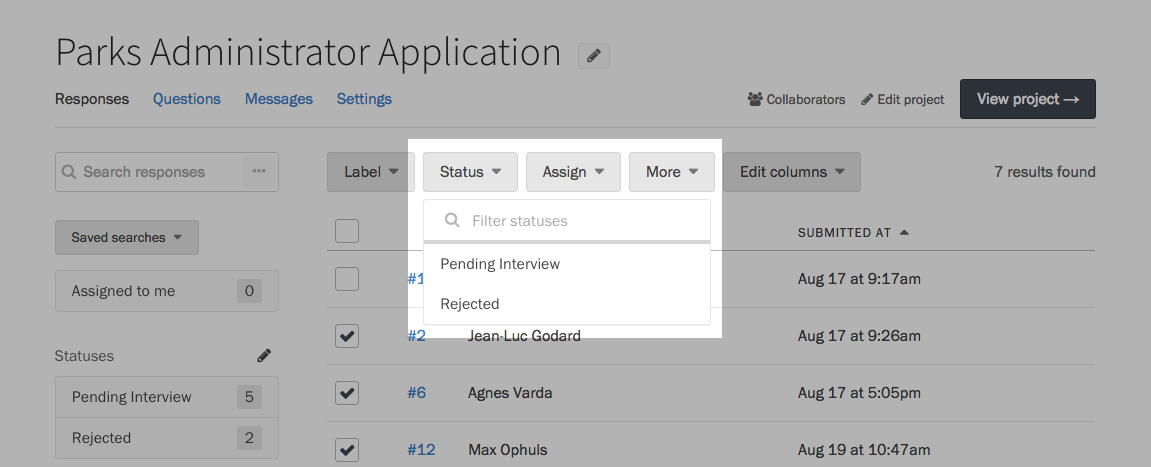 Parks Administrator Application
Responses Questions Messages Settings
Collaborators Edit project View project →
Search responses ... Label Status Assign More Edit columns 7 results found
Filter statuses
Saved searches
SUBMITTED AT
Pending Interview
#1 Aug 17 at 9:17am
Assigned to me 0
Rejected
#2 Jean-Luc Godard Aug 17 at 9:26am
Statuses
Pending Interview 5
#6 Agnes Varda Aug 17 at 5:05pm
Rejected 2
#12 Max Ophuls Aug 19 at 10:47am